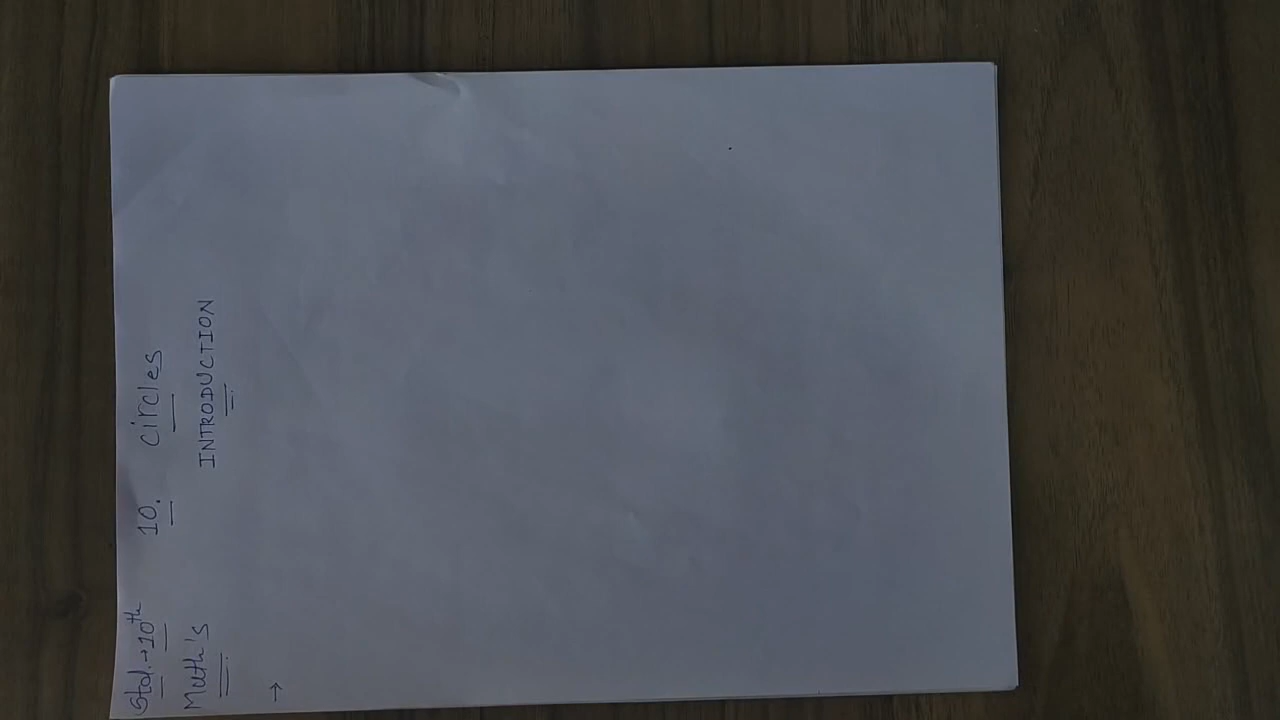 Std.→10th 10. circles
Math's INTRODUCTION
→